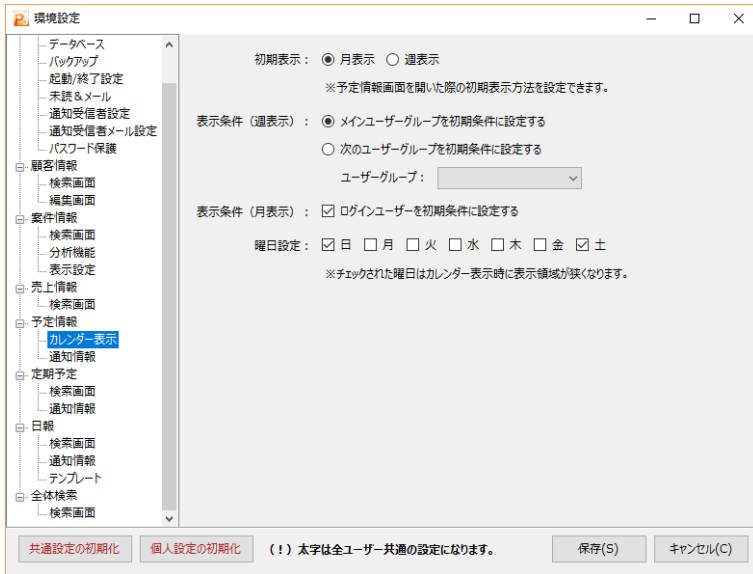 環境設定
データベース
バックアップ
起動/終了設定
未読＆メール
通知受信者設定
通知受信者メール設定
パスワード保護
顧客情報
検索画面
編集画面
案件情報
検索画面
分析機能
表示設定
売上情報
検索画面
予定情報
カレンダー表示
通知情報
定期予定
検索画面
通知情報
日報
検索画面
通知情報
テンプレート
全体検索
検索画面
初期表示： 月表示 週表示
※予定情報画面を開いた際の初期表示方法を設定できます。
表示条件（週表示）： メインユーザーグループを初期条件に設定する
次のユーザーグループを初期条件に設定する
ユーザーグループ：
表示条件（月表示）： ログインユーザーを初期条件に設定する
曜日設定： 日 月 火 水 木 金 土
※チェックされた曜日はカレンダー表示時に表示領域が狭くなります。
共通設定の初期化 個人設定の初期化 （！）太字は全ユーザー共通の設定になります。 保存(S) キャンセル(C)